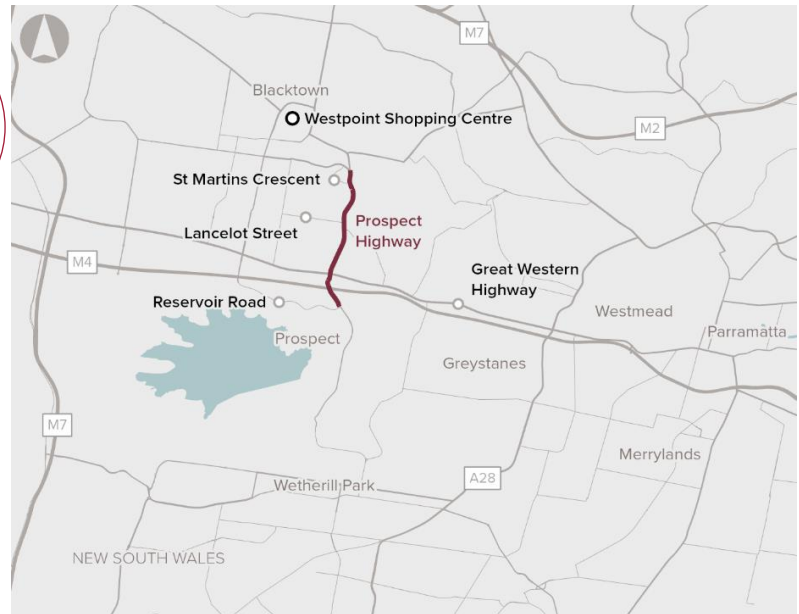 M7
Blacktown
Westpoint Shopping Centre
M2
St Martins Crescent
Prospect
Highway
Lancelot Street
M4
Great Western
Highway
Reservoir Road
Westmead
Prospect
Parramatta
Greystanes
M7
Merrylands
A28
Wetherill Park
NEW SOUTH WALES